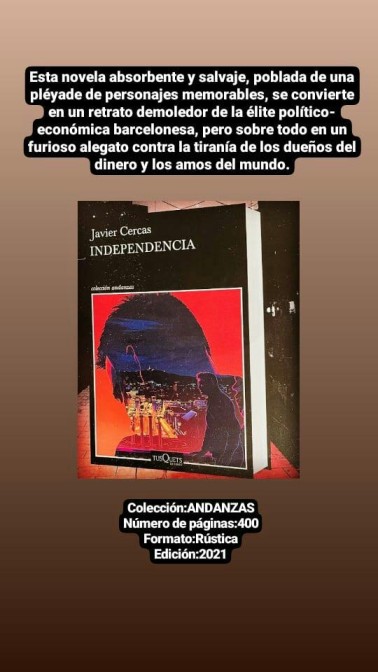 Esta novela absorbente y salvaje, poblada de una
pléyade de personajes memorables, se convierte
en un retrato demoledor de la élite político-
económica barcelonesa, pero sobre todo en un
furioso alegato contra la tiranía de los dueños del
dinero y los amos del mundo.
Javier Cercas
INDEPENDENCIA
colección andanzas
TUSQUETS
Colección:ANDANZAS
Número de páginas:400
Formato:Rústica
Edición:2021